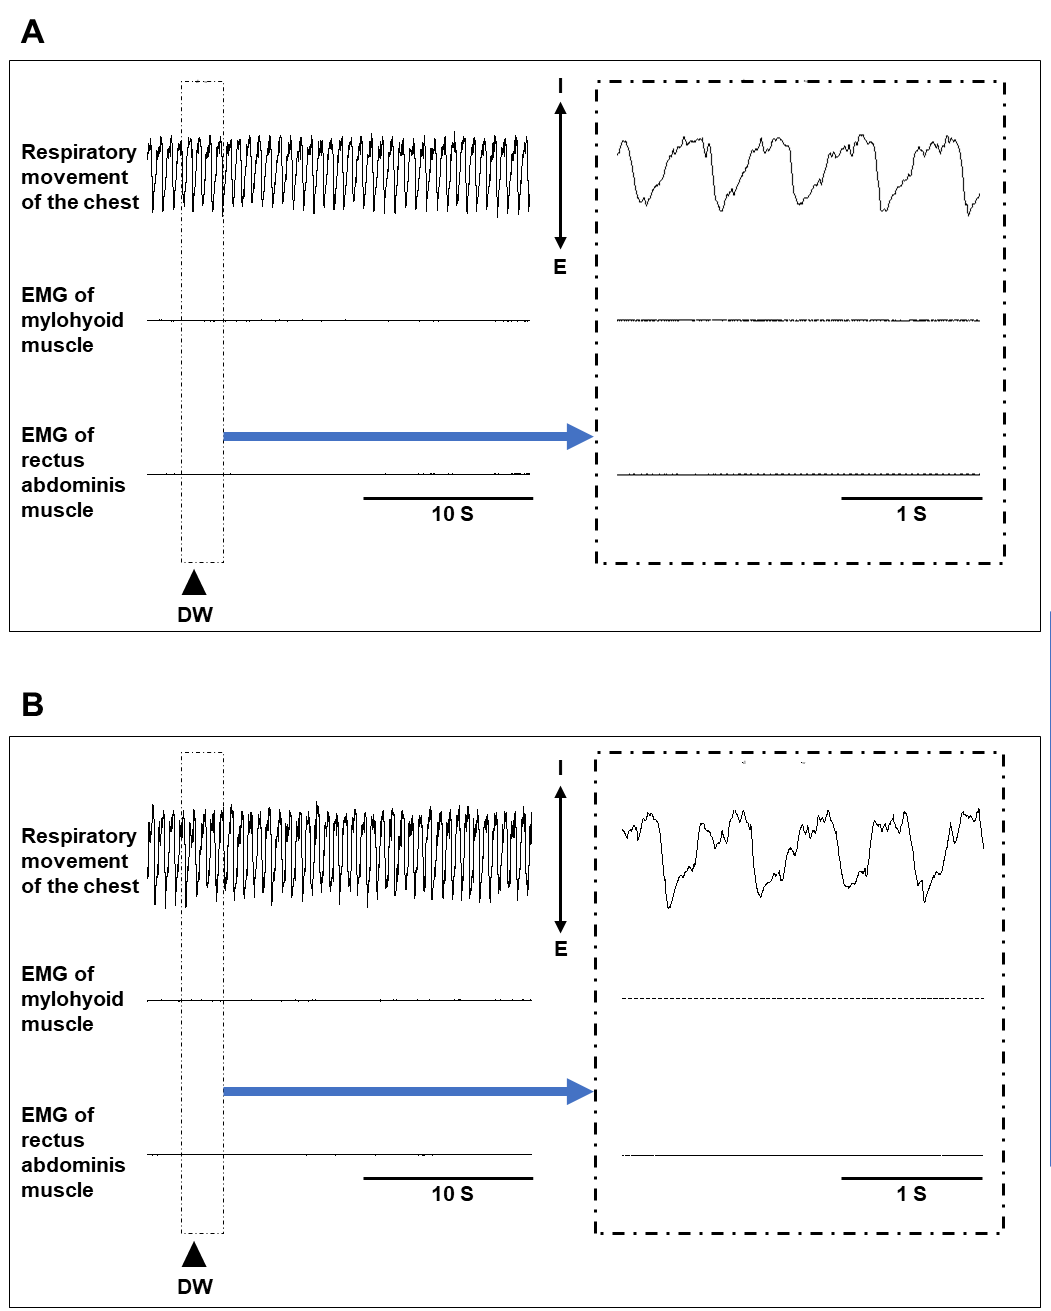 A
I
Respiratory
movement
of the chest
E
EMG of
mylohyoid
muscle
EMG of
rectus
abdominis
muscle
10 S
1 S
DW
B
I
Respiratory
movement
of the chest
E
EMG of
mylohyoid
muscle
EMG of
rectus
abdominis
muscle
10 S
1 S
DW